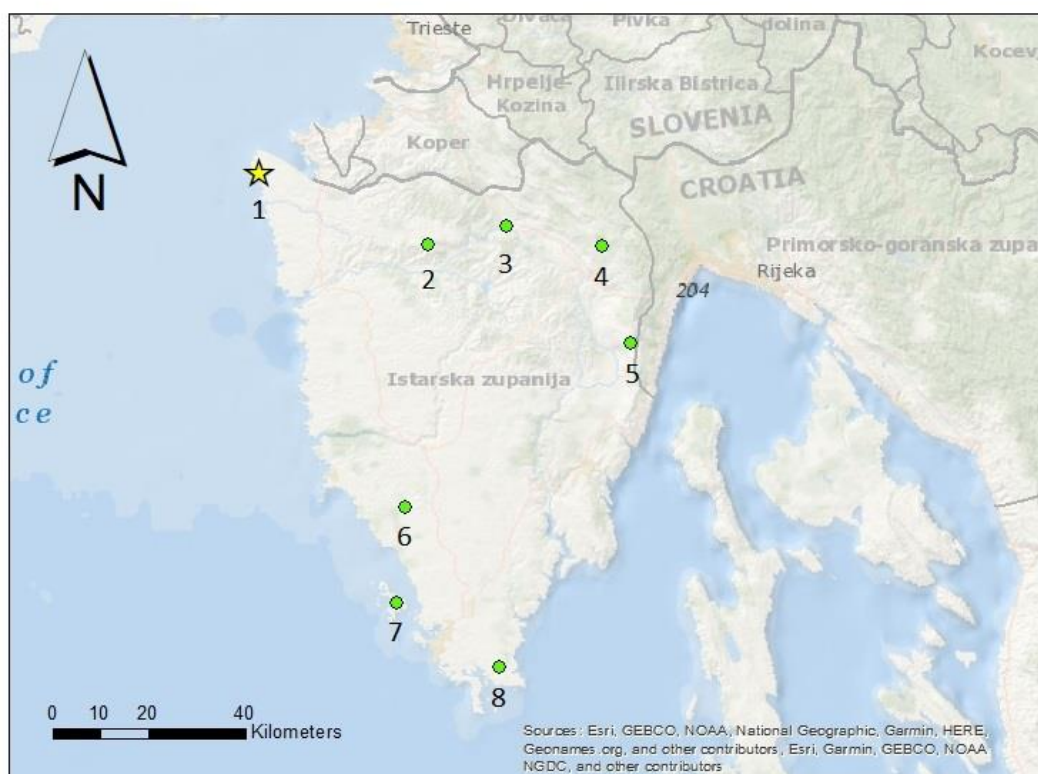 Trieste
Divača
Pivka
dolina
Kocevj
Hrpelje-
Kozina
Ilirska Bistrica
SLOVENIA
Koper
CROATIA
N
1
2
3
4
Primorsko-goranska zupa
Rijeka
204
of
ce
Istarska zupanija
5
6
7
8
0 10 20 40
Kilometers
Sources: Esri, GEBCO, NOAA, National Geographic, Garmin, HERE,
Geonames.org, and other contributors, Esri, Garmin, GEBCO, NOAA
NGDC, and other contributors